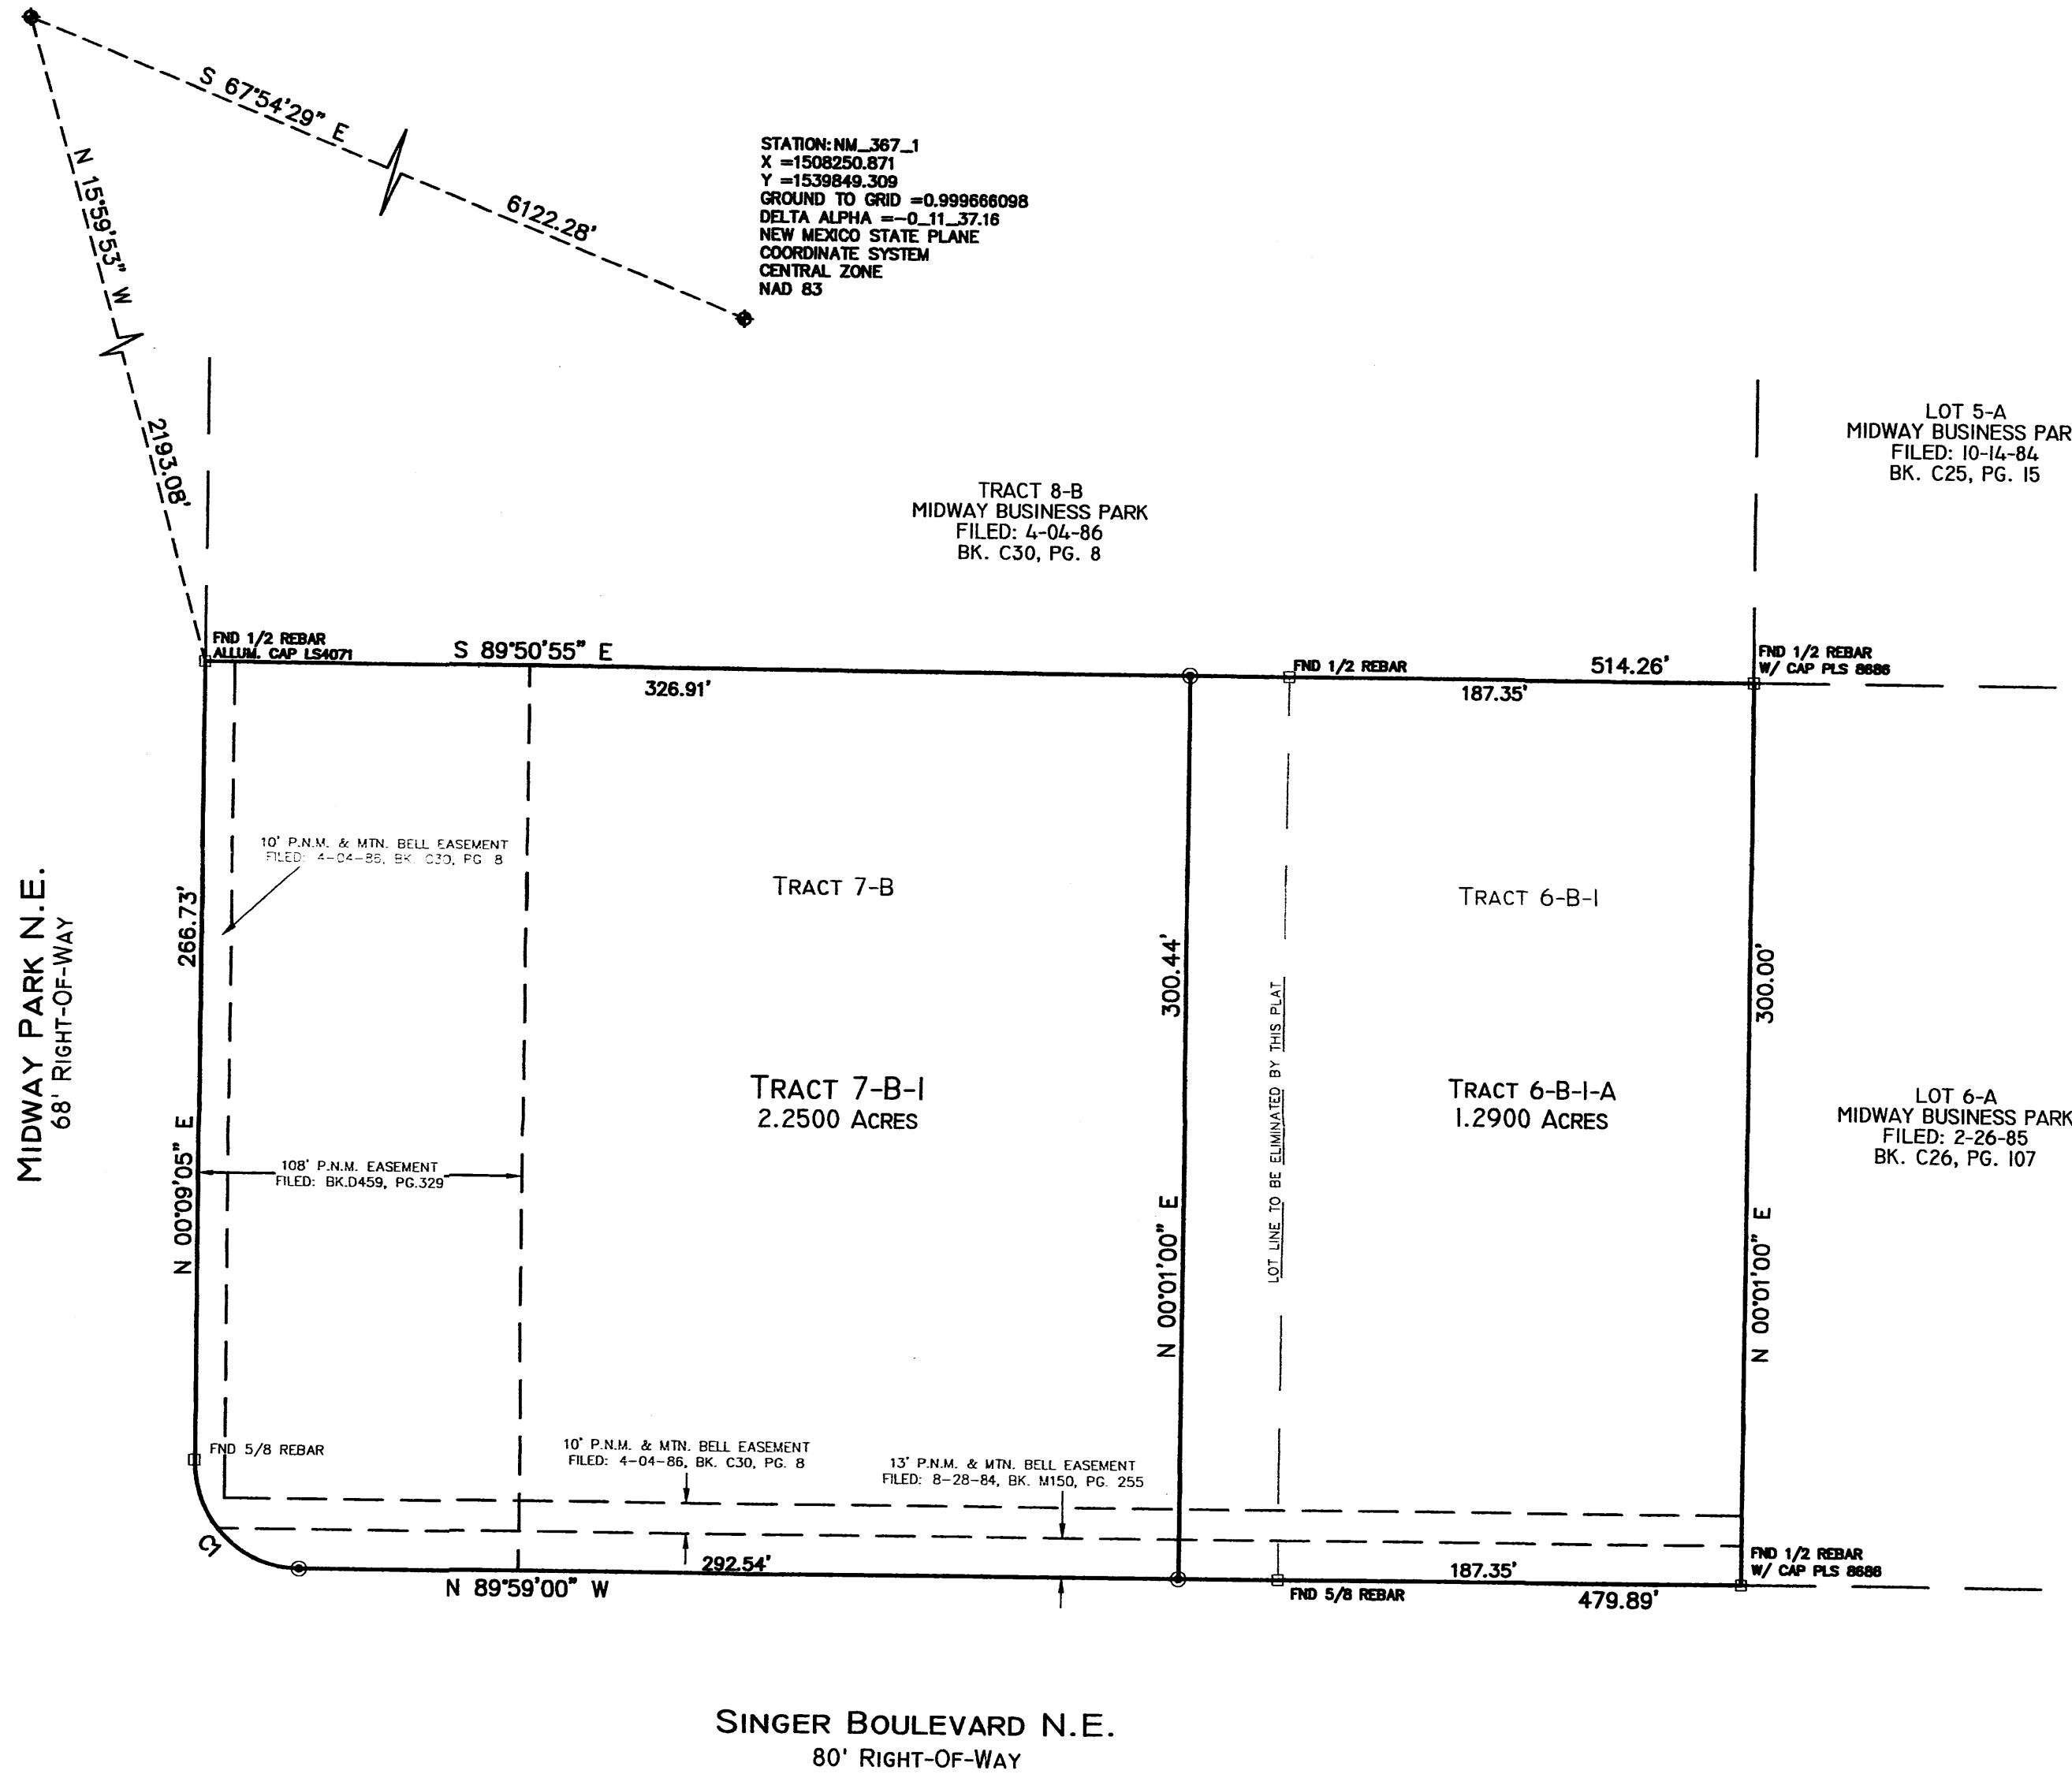 S 67°54'29" E
6122.28'
N 15°59'53" W
2193.08'
STATION: NM_367_1
X =1508250.871
Y =1539849.309
GROUND TO GRID =0.999666098
DELTA ALPHA =-0_11_37.16
NEW MEXICO STATE PLANE
COORDINATE SYSTEM
CENTRAL ZONE
NAD 83
LOT 5-A
MIDWAY BUSINESS PAR
FILED: 10-14-84
BK. C25, PG. 15
TRACT 8-B
MIDWAY BUSINESS PARK
FILED: 4-04-86
BK. C30, PG. 8
FND 1/2 REBAR
ALLUM. CAP LS4071
S 89°50'55" E
326.91'
FND 1/2 REBAR
514.26'
187.35'
FND 1/2 REBAR
W/ CAP PLS 8686
10' P.N.M. & MTN. BELL EASEMENT
FILED: 4-04-86, BK. C30, PG 8
TRACT 7-B
TRACT 6-B-1
MIDWAY PARK N.E.
68' RIGHT-OF-WAY
266.73'
N 00°09'05" E
300.44'
N 00°01'00" E
LOT LINE TO BE ELIMINATED BY THIS PLAT
300.00'
N 00°01'00" E
TRACT 7-B-1
2.2500 ACRES
TRACT 6-B-1-A
1.2900 ACRES
LOT 6-A
MIDWAY BUSINESS PARK
FILED: 2-26-85
BK. C26, PG. 107
108' P.N.M. EASEMENT
FILED: BK.D459, PG.329
FND 5/8 REBAR
10' P.N.M. & MTN. BELL EASEMENT
FILED: 4-04-86, BK. C30, PG. 8
13' P.N.M. & MTN. BELL EASEMENT
FILED: 8-28-84, BK. M150, PG. 255
C1
292.54'
N 89°59'00" W
187.35'
FND 5/8 REBAR
479.89'
FND 1/2 REBAR
W/ CAP PLS 8686
SINGER BOULEVARD N.E.
80' RIGHT-OF-WAY